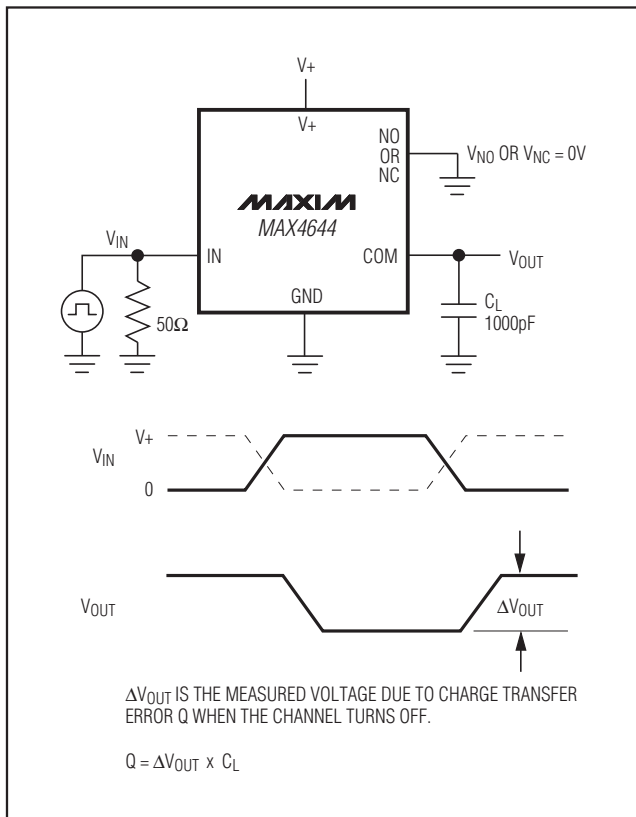 V+
V+
NO
OR
NC
VNO OR VNC = 0V
MAXIM
MAX4644
VIN
IN
COM
VOUT
GND
50Ω
CL
1000pF
V+
VIN
0
VOUT
ΔVOUT
ΔVOUT IS THE MEASURED VOLTAGE DUE TO CHARGE TRANSFER
ERROR Q WHEN THE CHANNEL TURNS OFF.
Q = ΔVOUT x CL